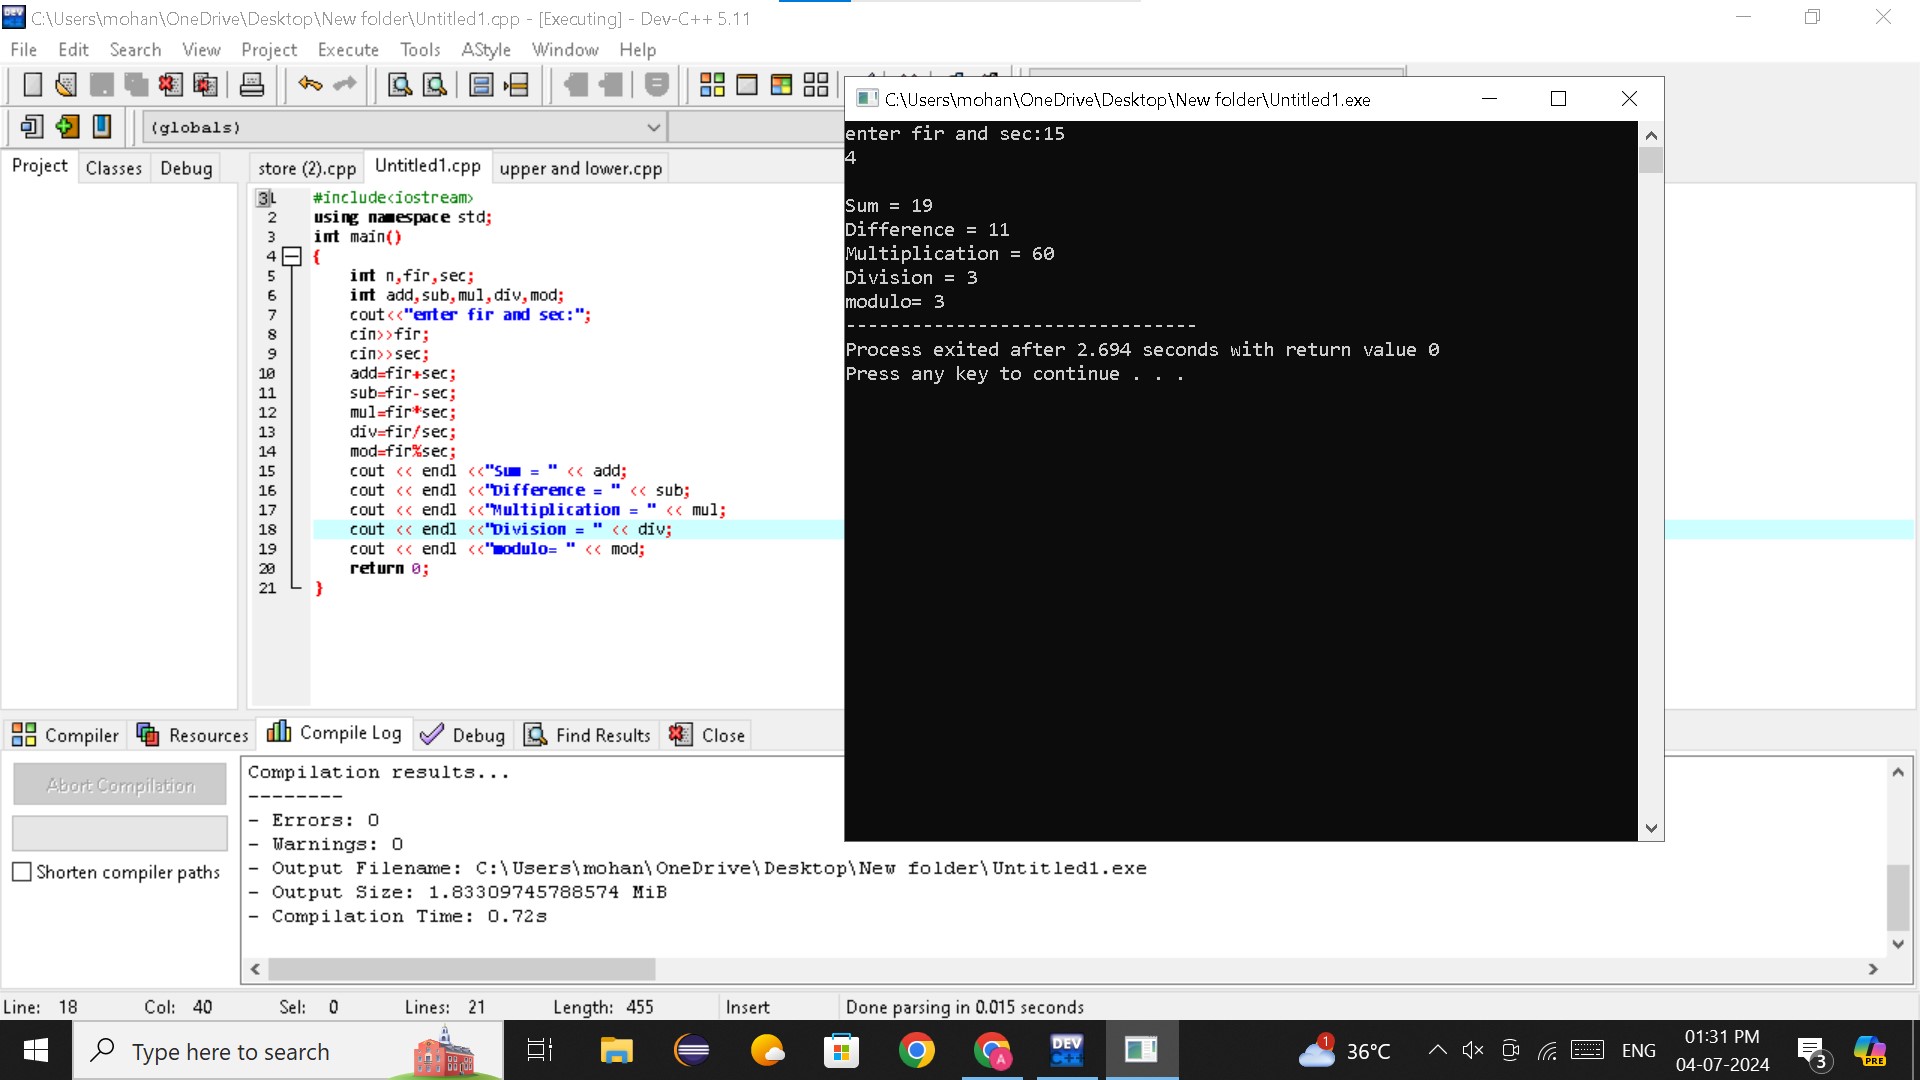 C:\Users\mohan\OneDrive\Desktop\New folder\Untitled1.cpp - [Executing] - Dev-C++ 5.11
File Edit Search View Project Execute Tools AStyle Window Help
(globals)
Project Classes Debug
store (2).cpp Untitled1.cpp upper and lower.cpp
1 #include<iostream>
2 using namespace std;
3 int main()
4 {
5 int n,fir,sec;
6 int add,sub,mul,div,mod;
7 cout<<"enter fir and sec:";
8 cin>>fir;
9 cin>>sec;
10 add=fir+sec;
11 sub=fir-sec;
12 mul=fir*sec;
13 div=fir/sec;
14 mod=fir%sec;
15 cout << endl <<"Sum = " << add;
16 cout << endl <<"Difference = " << sub;
17 cout << endl <<"Multiplication = " << mul;
18 cout << endl <<"Division = " << div;
19 cout << endl <<"modulo= " << mod;
20 return 0;
21 }
C:\Users\mohan\OneDrive\Desktop\New folder\Untitled1.exe
enter fir and sec:15
4
Sum = 19
Difference = 11
Multiplication = 60
Division = 3
modulo= 3
--------------------------------
Process exited after 2.694 seconds with return value 0
Press any key to continue . . .
Compiler Resources Compile Log Debug Find Results Close
Abort Compilation
Shorten compiler paths
Compilation results...
--------
- Errors: 0
- Warnings: 0
- Output Filename: C:\Users\mohan\OneDrive\Desktop\New folder\Untitled1.exe
- Output Size: 1.83309745788574 MiB
- Compilation Time: 0.72s
Line: 18 Col: 40 Sel: 0 Lines: 21 Length: 455 Insert Done parsing in 0.015 seconds
Type here to search
DEV C++
A
1
36°C
ENG
01:31 PM
04-07-2024
3
PRE